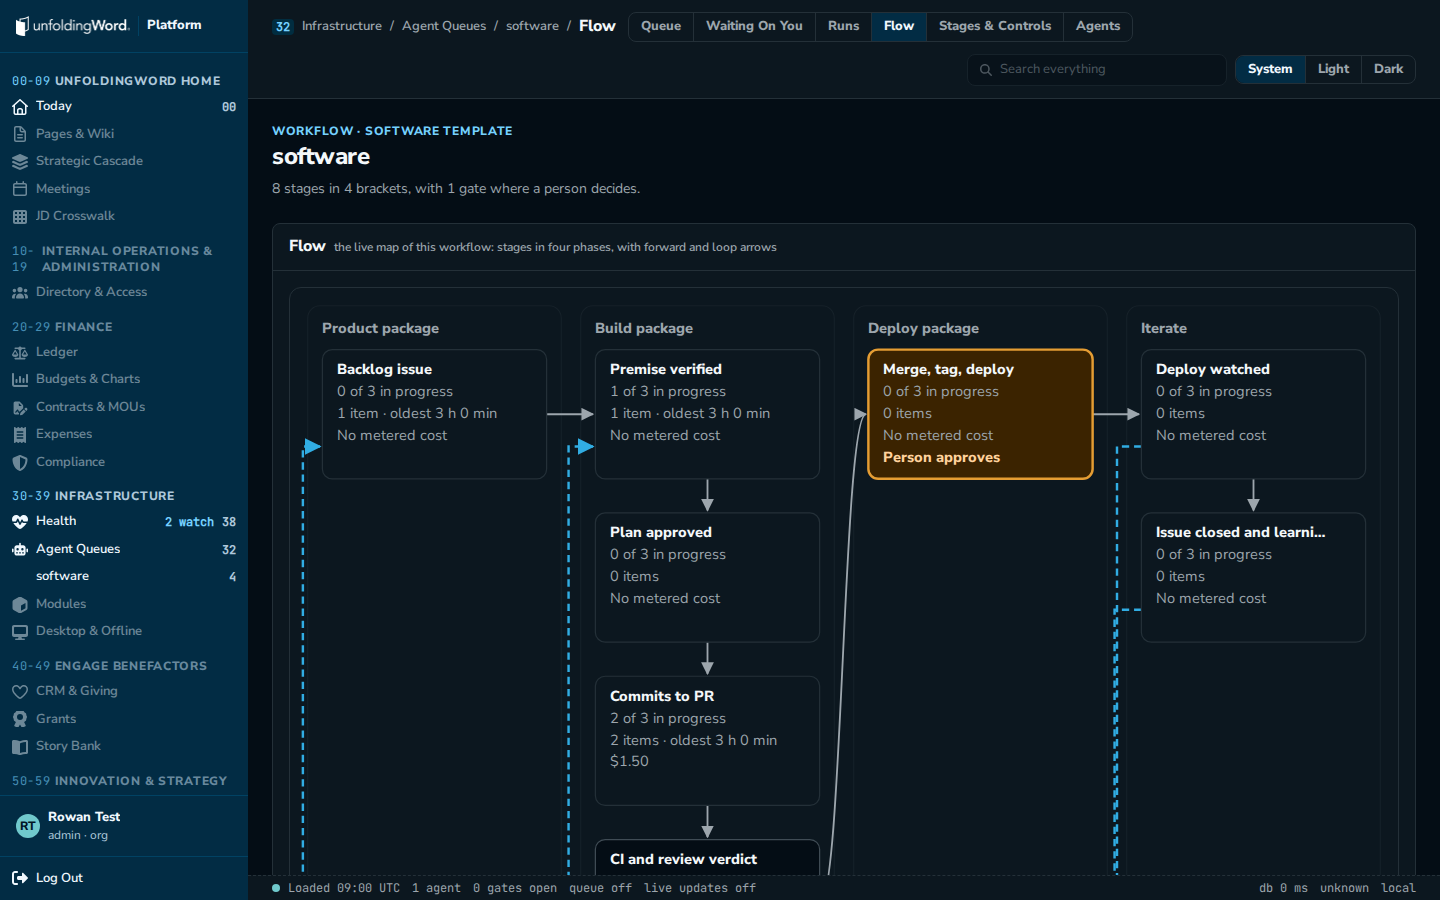 unfoldingWord.
Platform
00-09 UNFOLDINGWORD HOME
Today 00
Pages & Wiki
Strategic Cascade
Meetings
JD Crosswalk
10-19 INTERNAL OPERATIONS & ADMINISTRATION
Directory & Access
20-29 FINANCE
Ledger
Budgets & Charts
Contracts & MOUs
Expenses
Compliance
30-39 INFRASTRUCTURE
Health 2 watch 38
Agent Queues 32
software 4
Modules
Desktop & Offline
40-49 ENGAGE BENEFACTORS
CRM & Giving
Grants
Story Bank
50-59 INNOVATION & STRATEGY
RT
Rowan Test
admin · org
Log Out
32 Infrastructure / Agent Queues / software / Flow
Queue Waiting On You Runs Flow Stages & Controls Agents
Search everything
System Light Dark
WORKFLOW · SOFTWARE TEMPLATE
software
8 stages in 4 brackets, with 1 gate where a person decides.
Flow the live map of this workflow: stages in four phases, with forward and loop arrows
Product package
Backlog issue
0 of 3 in progress
1 item · oldest 3 h 0 min
No metered cost
Build package
Premise verified
1 of 3 in progress
1 item · oldest 3 h 0 min
No metered cost
Plan approved
0 of 3 in progress
0 items
No metered cost
Commits to PR
2 of 3 in progress
2 items · oldest 3 h 0 min
$1.50
CI and review verdict
Deploy package
Merge, tag, deploy
0 of 3 in progress
0 items
No metered cost
Person approves
Iterate
Deploy watched
0 of 3 in progress
0 items
No metered cost
Issue closed and learni...
0 of 3 in progress
0 items
No metered cost
Loaded 09:00 UTC 1 agent 0 gates open queue off live updates off
db 0 ms unknown local